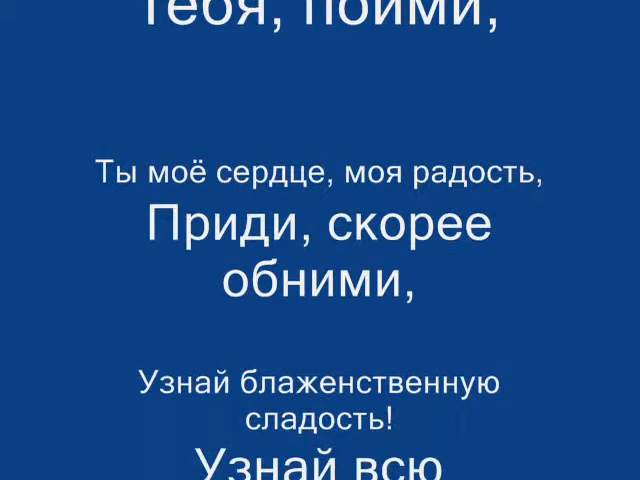 тебя, пойми,
Ты моё сердце, моя радость,
Приди, скорее
обними,
Узнай блаженственную
сладость!
Узнай всю